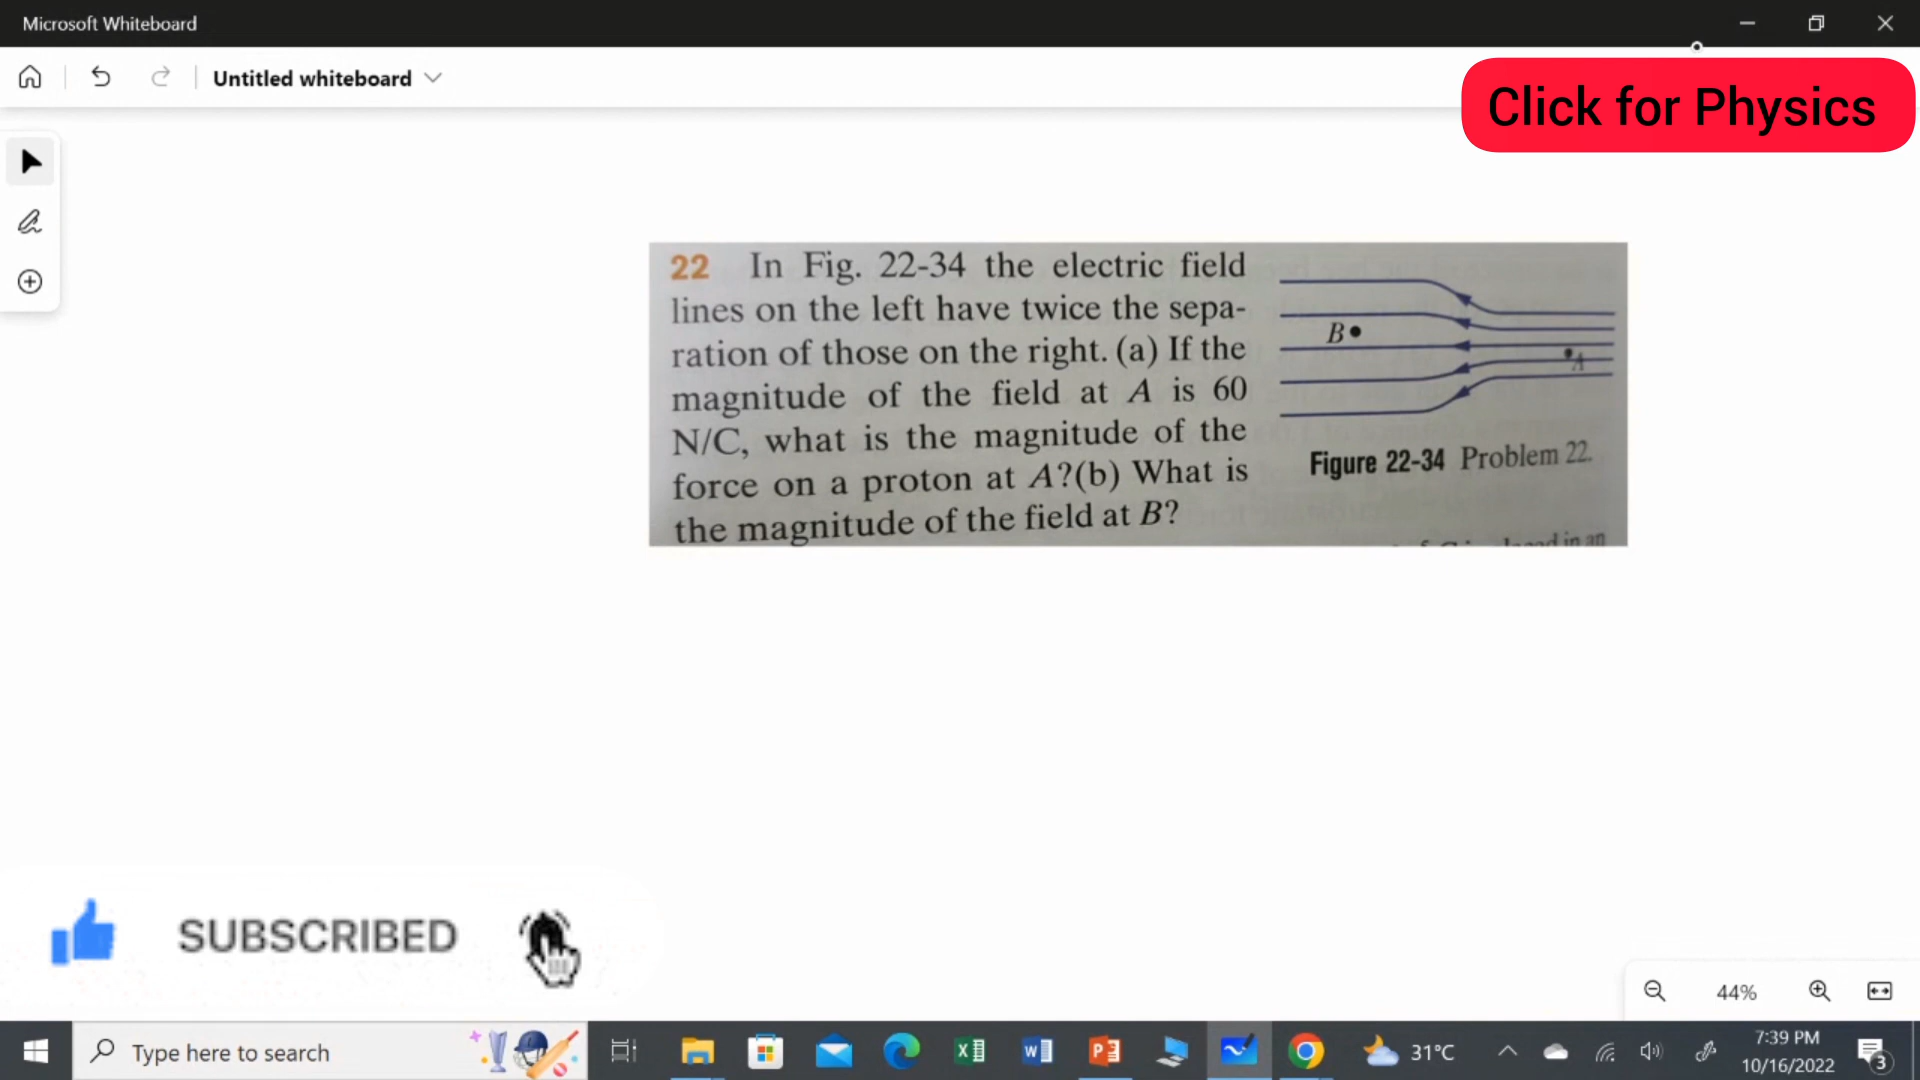 Microsoft Whiteboard
Untitled whiteboard
Click for Physics
22 In Fig. 22-34 the electric field
lines on the left have twice the sepa-
ration of those on the right. (a) If the
magnitude of the field at A is 60
N/C, what is the magnitude of the
force on a proton at A?(b) What is
the magnitude of the field at B?
B
A
Figure 22-34 Problem 22.
in an
SUBSCRIBED
44%
Type here to search
31°C
7:39 PM
10/16/2022
3